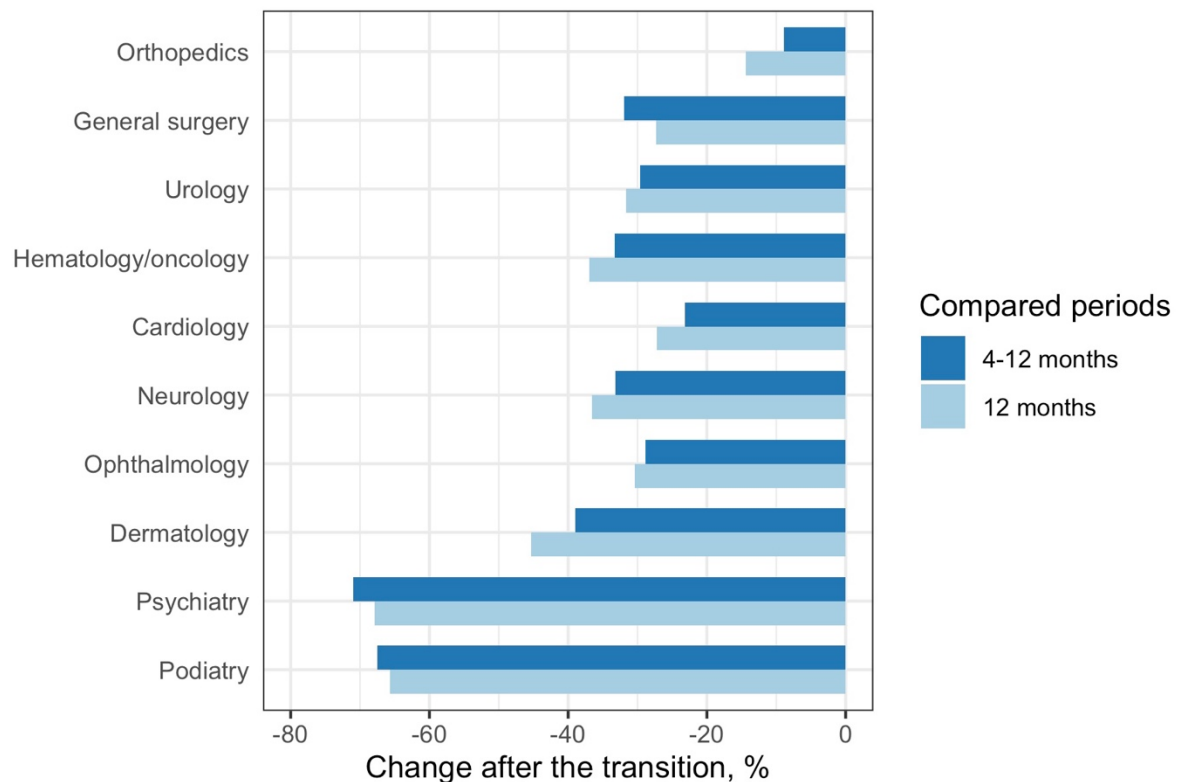 Orthopedics
General surgery
Urology
Hematology/oncology
Cardiology
Neurology
Ophthalmology
Dermatology
Psychiatry
Podiatry
-80 -60 -40 -20 0
Change after the transition, %
Compared periods
4-12 months
12 months